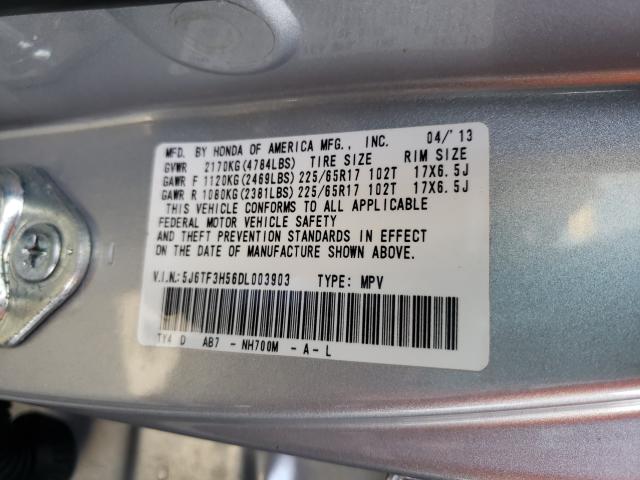 MFD. BY HONDA OF AMERICA MFG., INC. 04/'13
GVWR 2170KG(4784LBS) TIRE SIZE RIM SIZE
GAWR F 1120KG(2469LBS) 225/65R17 102T 17X6.5J
GAWR R 1080KG(2381LBS) 225/65R17 102T 17X6.5J
THIS VEHICLE CONFORMS TO ALL APPLICABLE
FEDERAL MOTOR VEHICLE SAFETY
AND THEFT PREVENTION STANDARDS IN EFFECT
ON THE DATE OF MANUFACTURE SHOWN ABOVE.
V.I.N.:5J6TF3H56DL003903 TYPE: MPV
TY4 D AB7 - NH700M - A - L